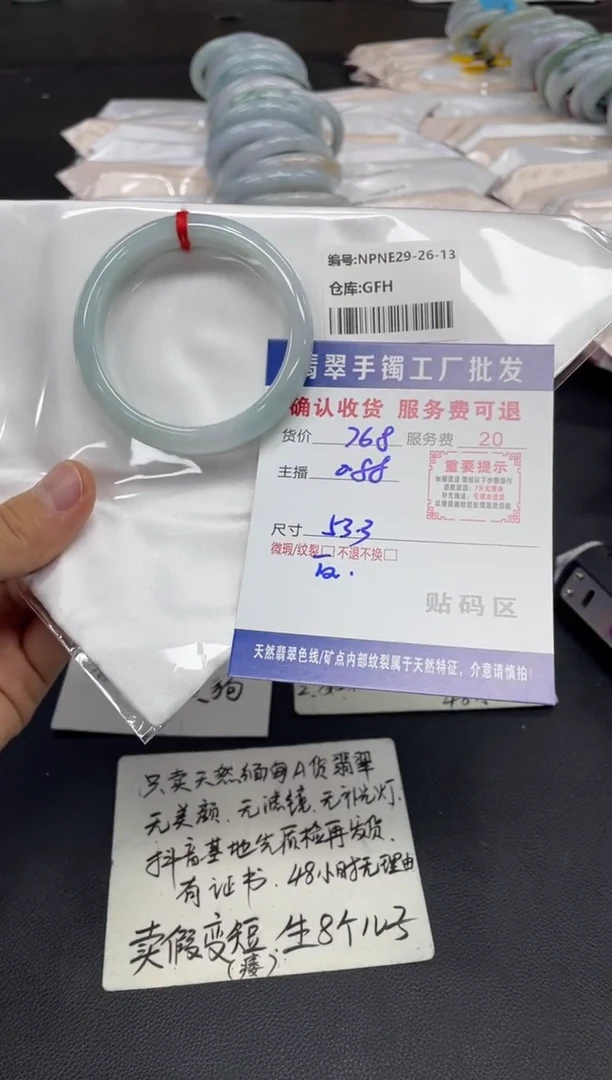 编号:NPNE29-26-13
仓库:GFH
翡翠手镯工厂批发
确认收货 服务费可退
货价 768 服务费 20
主播 088
重要提示
尺寸 53.3
微瑕/纹裂□不退不换□
贴码区
天然翡翠色线/矿点内部纹裂属于天然特征，介意请慎拍!
狗
48
只卖天然缅甸A货翡翠
无美颜.无滤镜.无补光灯.
抖音基地先质检再发货.
有证书.48小时无理由
卖假变短 生8个儿子
(瘘)